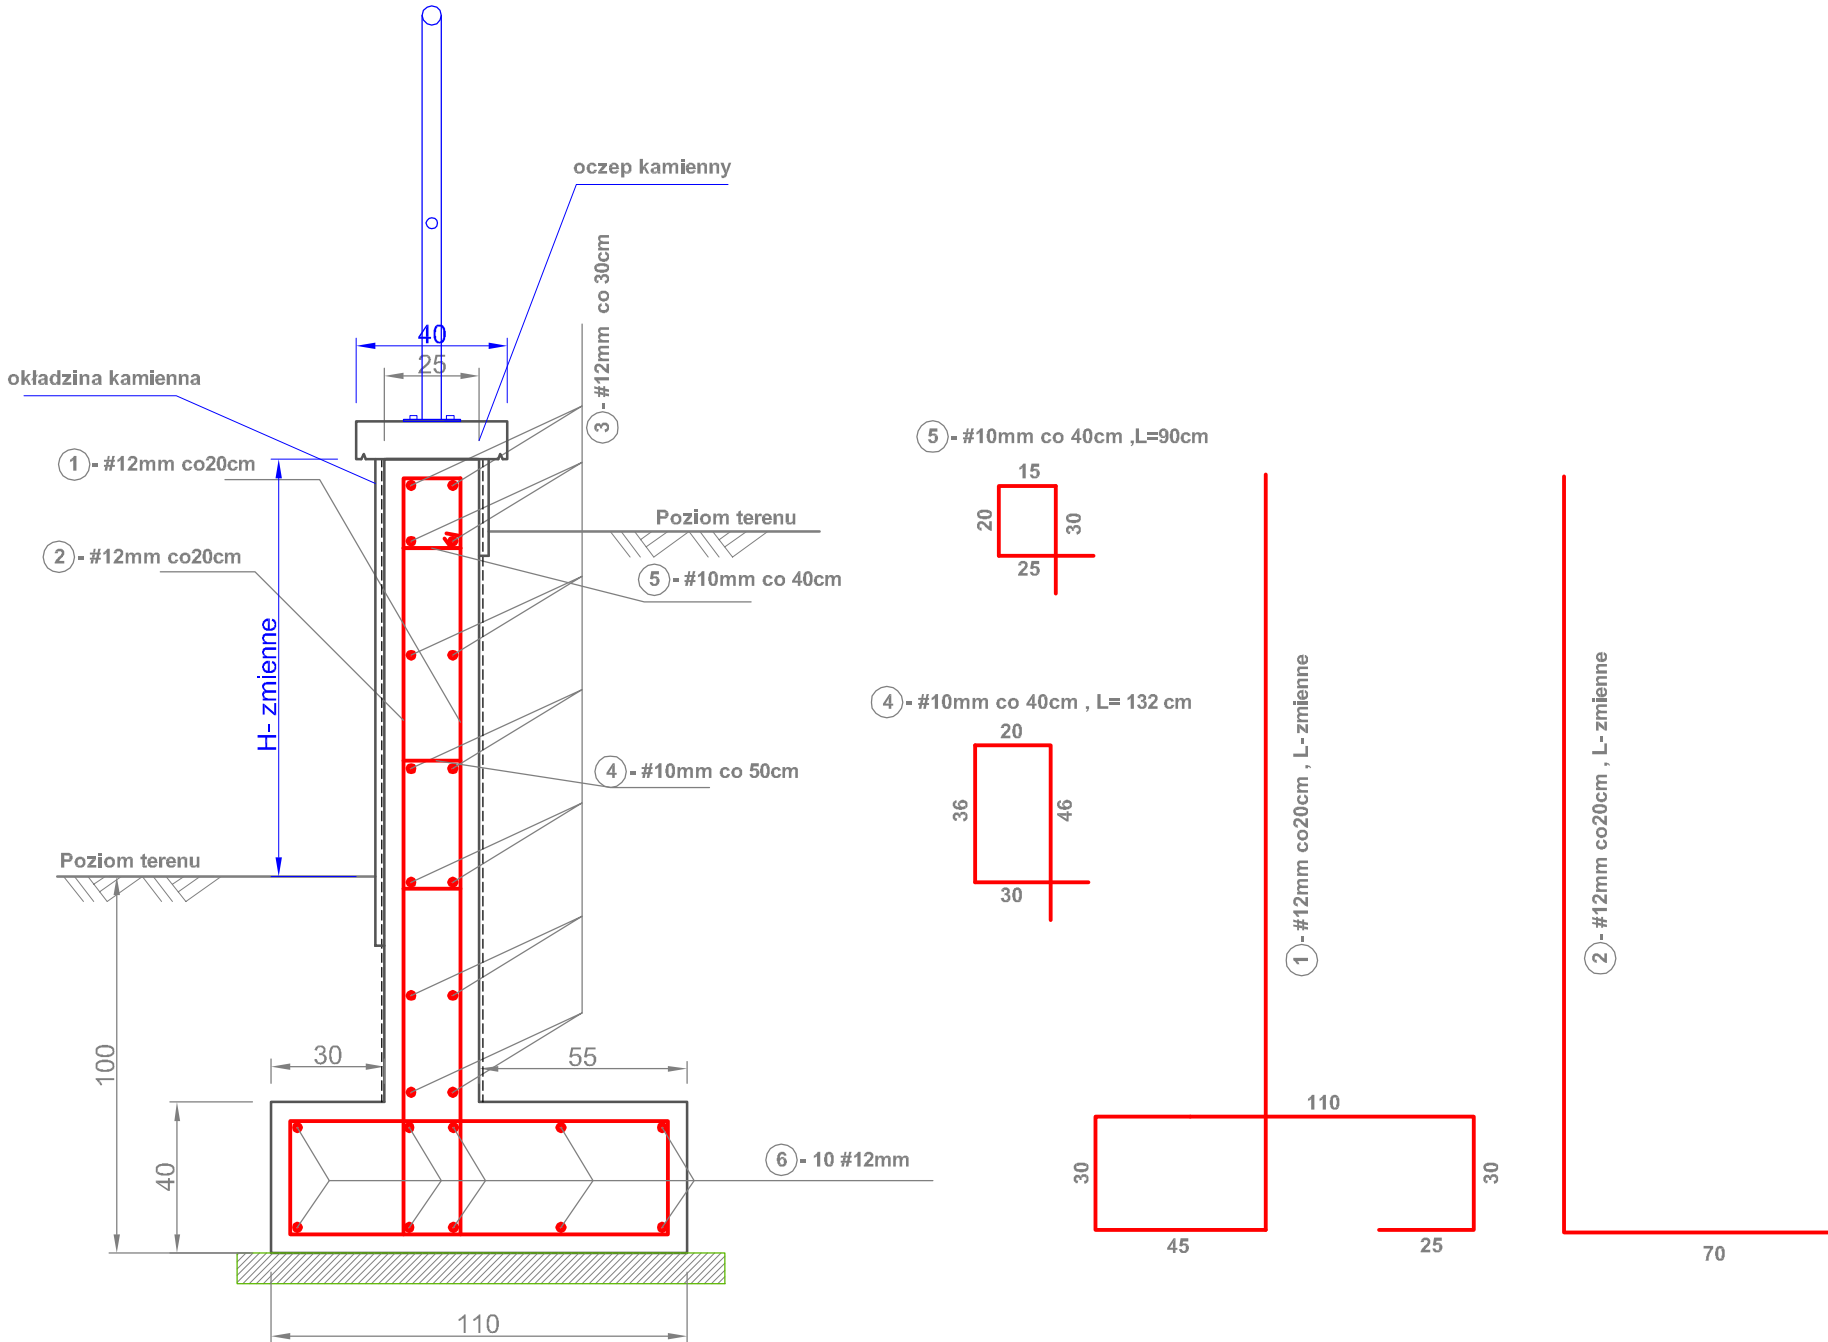 oczep kamienny
3 - #12mm co 30cm
40
25
okładzina kamienna
1 - #12mm co20cm
2 - #12mm co20cm
Poziom terenu
5 - #10mm co 40cm
H- zmienne
4 - #10mm co 50cm
Poziom terenu
100
30
55
40
6 - 10 #12mm
110
5 - #10mm co 40cm ,L=90cm
15
20
30
25
4 - #10mm co 40cm , L= 132 cm
20
36
46
30
1 - #12mm co20cm , L- zmienne
110
30
30
45
25
2 - #12mm co20cm , L- zmienne
70